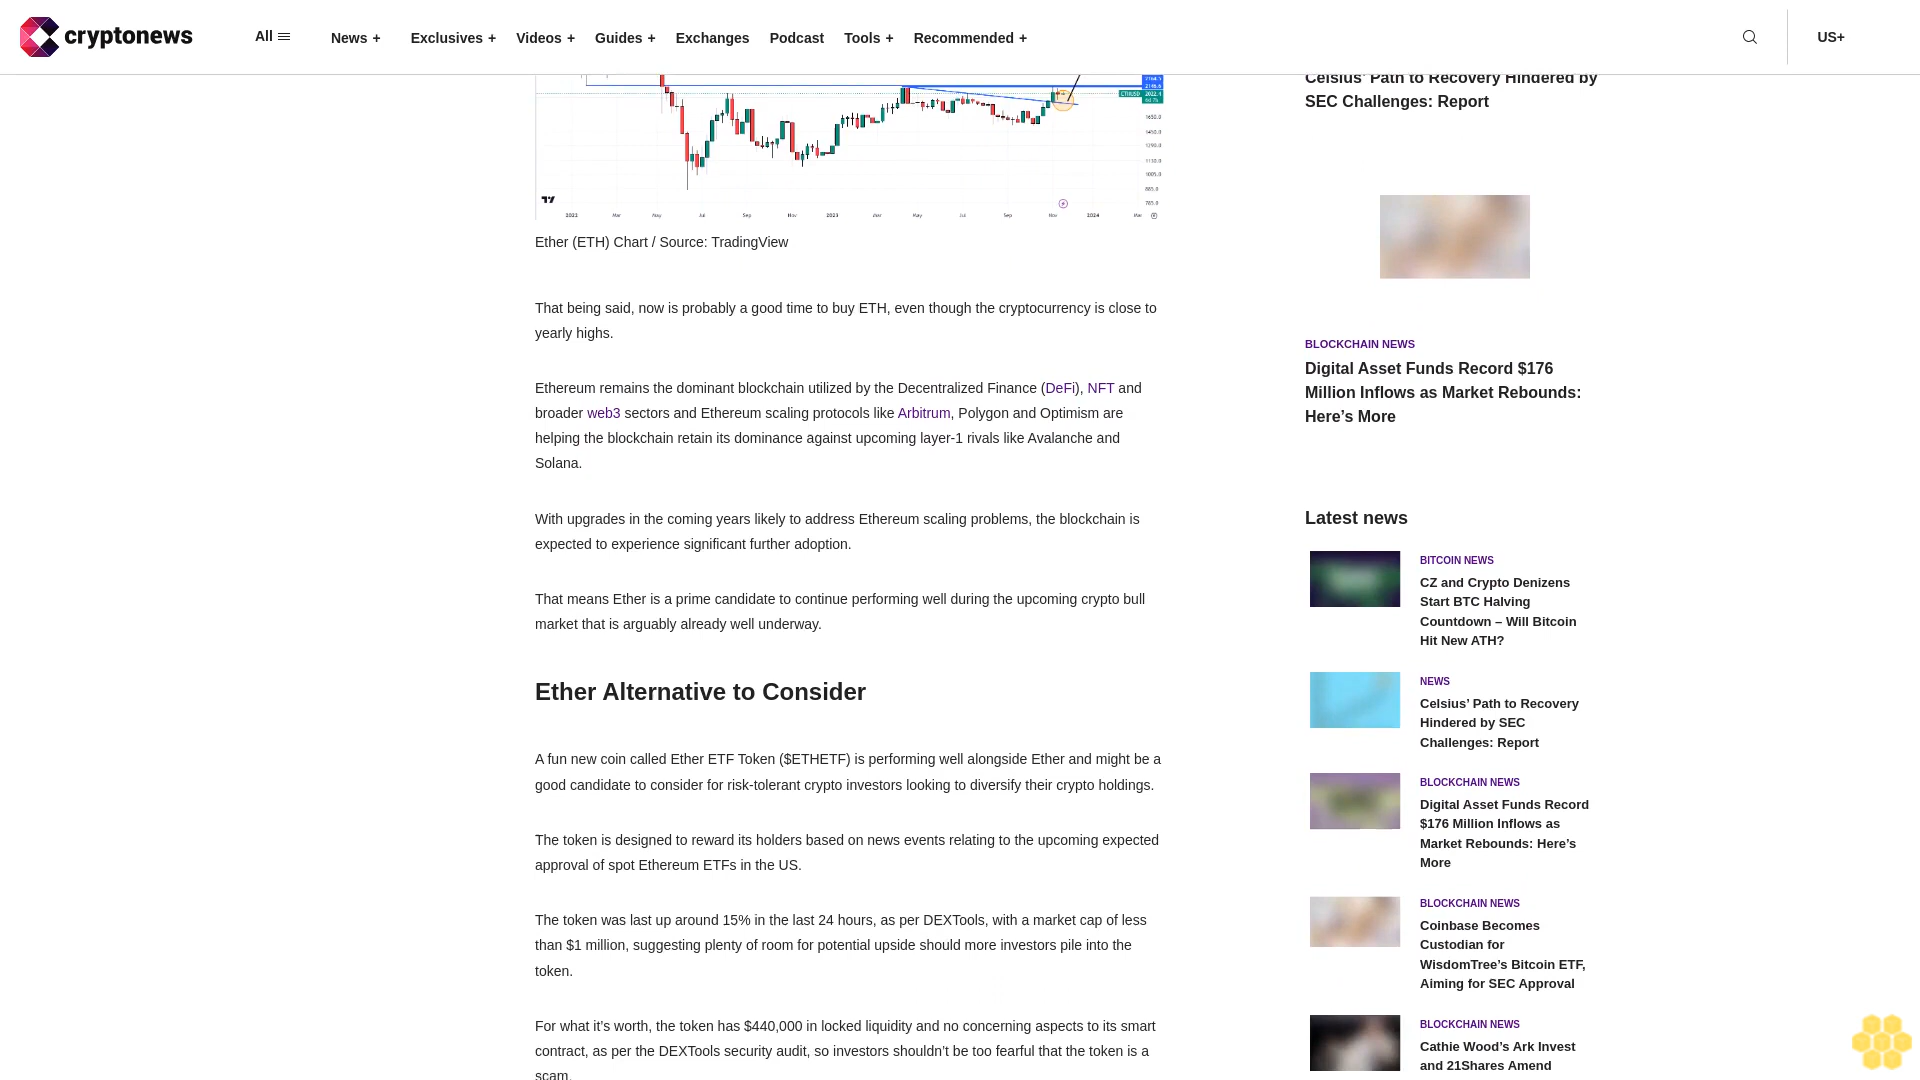 cryptonews
All
News +
Exclusives +
Videos +
Guides +
Exchanges
Podcast
Tools +
Recommended +
US+
2022
Mar
May
Jul
Sep
Nov
2023
Mar
May
Jul
Sep
Nov
2024
Mar
Ether (ETH) Chart / Source: TradingView
That being said, now is probably a good time to buy ETH, even though the cryptocurrency is close to
yearly highs.
Ethereum remains the dominant blockchain utilized by the Decentralized Finance (DeFi), NFT and
broader web3 sectors and Ethereum scaling protocols like Arbitrum, Polygon and Optimism are
helping the blockchain retain its dominance against upcoming layer-1 rivals like Avalanche and
Solana.
With upgrades in the coming years likely to address Ethereum scaling problems, the blockchain is
expected to experience significant further adoption.
That means Ether is a prime candidate to continue performing well during the upcoming crypto bull
market that is arguably already well underway.
Ether Alternative to Consider
A fun new coin called Ether ETF Token ($ETHETF) is performing well alongside Ether and might be a
good candidate to consider for risk-tolerant crypto investors looking to diversify their crypto holdings.
The token is designed to reward its holders based on news events relating to the upcoming expected
approval of spot Ethereum ETFs in the US.
The token was last up around 15% in the last 24 hours, as per DEXTools, with a market cap of less
than $1 million, suggesting plenty of room for potential upside should more investors pile into the
token.
For what it’s worth, the token has $440,000 in locked liquidity and no concerning aspects to its smart
contract, as per the DEXTools security audit, so investors shouldn’t be too fearful that the token is a
scam.
Celsius’ Path to Recovery Hindered by
SEC Challenges: Report
BLOCKCHAIN NEWS
Digital Asset Funds Record $176
Million Inflows as Market Rebounds:
Here’s More
Latest news
BITCOIN NEWS
CZ and Crypto Denizens
Start BTC Halving
Countdown – Will Bitcoin
Hit New ATH?
NEWS
Celsius’ Path to Recovery
Hindered by SEC
Challenges: Report
BLOCKCHAIN NEWS
Digital Asset Funds Record
$176 Million Inflows as
Market Rebounds: Here’s
More
BLOCKCHAIN NEWS
Coinbase Becomes
Custodian for
WisdomTree’s Bitcoin ETF,
Aiming for SEC Approval
BLOCKCHAIN NEWS
Cathie Wood’s Ark Invest
and 21Shares Amend